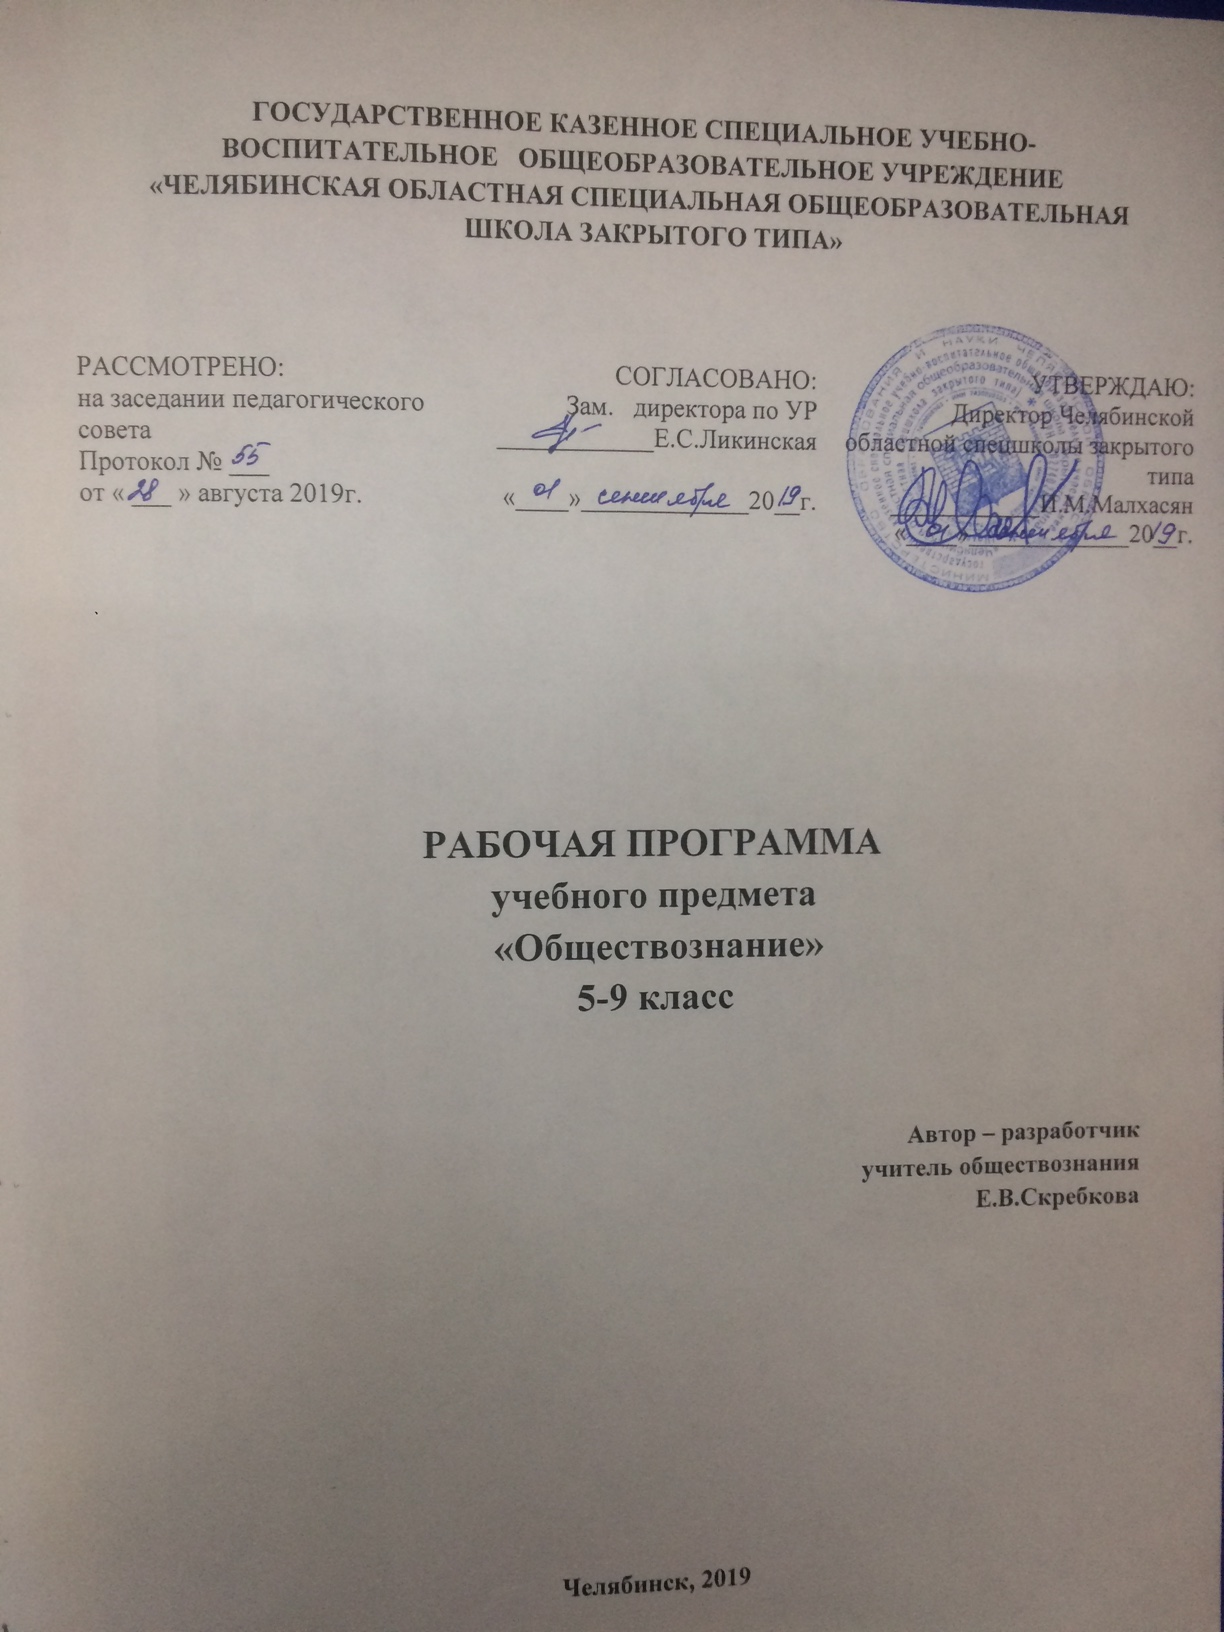 ГОСУДАРСТВЕННОЕ КАЗЕННОЕ СПЕЦИАЛЬНОЕ УЧЕБНО-
ВОСПИТАТЕЛЬНОЕ ОБЩЕОБРАЗОВАТЕЛЬНОЕ УЧРЕЖДЕНИЕ
«ЧЕЛЯБИНСКАЯ ОБЛАСТНАЯ СПЕЦИАЛЬНАЯ ОБЩЕОБРАЗОВАТЕЛЬНАЯ
ШКОЛА ЗАКРЫТОГО ТИПА»
РАССМОТРЕНО:
на заседании педагогического
совета
Протокол № 55
от «28» августа 2019г.
СОГЛАСОВАНО:
Зам. директора по УР
Е.С.Ликинская
«01» сентября 2019г.
УТВЕРЖДАЮ:
Директор Челябинской
областной спецшколы закрытого
типа
И.М.Малхасян
«01» сентября 2019г.
РАБОЧАЯ ПРОГРАММА
учебного предмета
«Обществознание»
5-9 класс
Автор – разработчик
учитель обществознания
Е.В.Скребкова
Челябинск, 2019